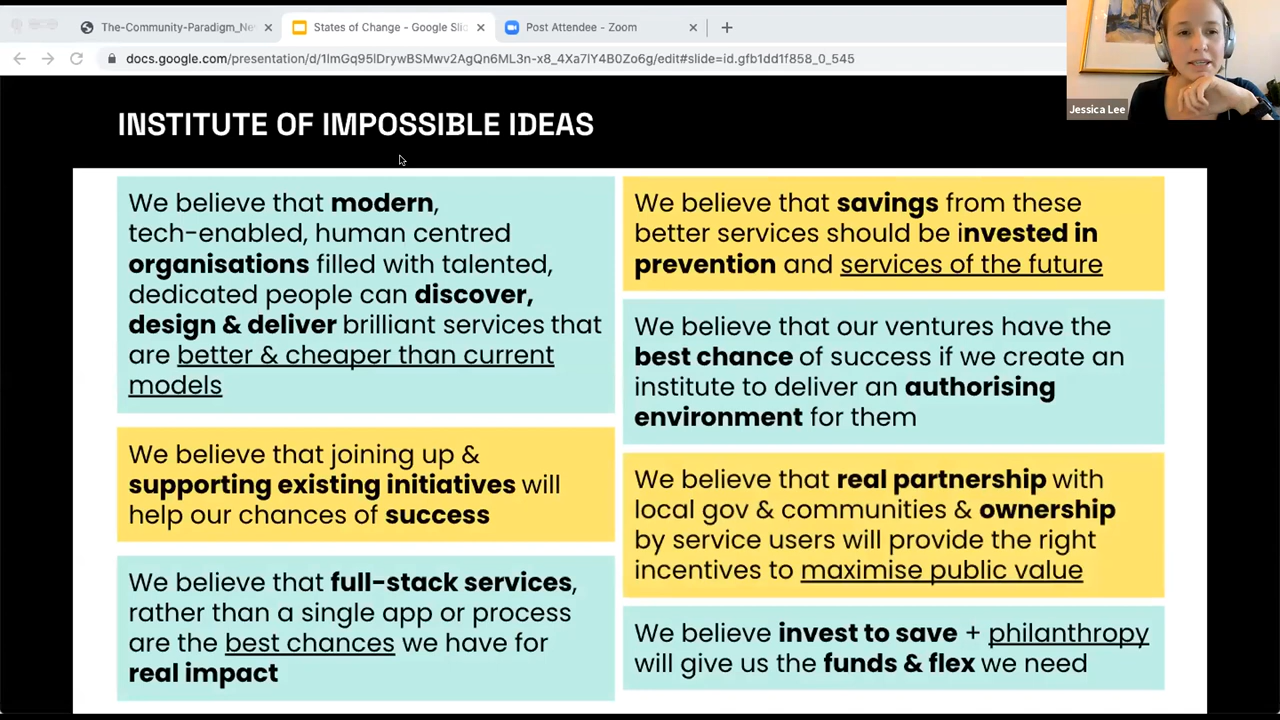 The-Community-Paradigm_Ne
States of Change - Google Slic
Post Attendee - Zoom
docs.google.com/presentation/d/1lmGq95lDrywBSMwv2AgQn6ML3n-x8_4Xa7lY4B0Zo6g/edit#slide=id.gfb1dd1f858_0_545
Jessica Lee
INSTITUTE OF IMPOSSIBLE IDEAS
We believe that modern,
tech-enabled, human centred
organisations filled with talented,
dedicated people can discover,
design & deliver brilliant services that
are better & cheaper than current
models
We believe that joining up &
supporting existing initiatives will
help our chances of success
We believe that full-stack services,
rather than a single app or process
are the best chances we have for
real impact
We believe that savings from these
better services should be invested in
prevention and services of the future
We believe that our ventures have the
best chance of success if we create an
institute to deliver an authorising
environment for them
We believe that real partnership with
local gov & communities & ownership
by service users will provide the right
incentives to maximise public value
We believe invest to save + philanthropy
will give us the funds & flex we need